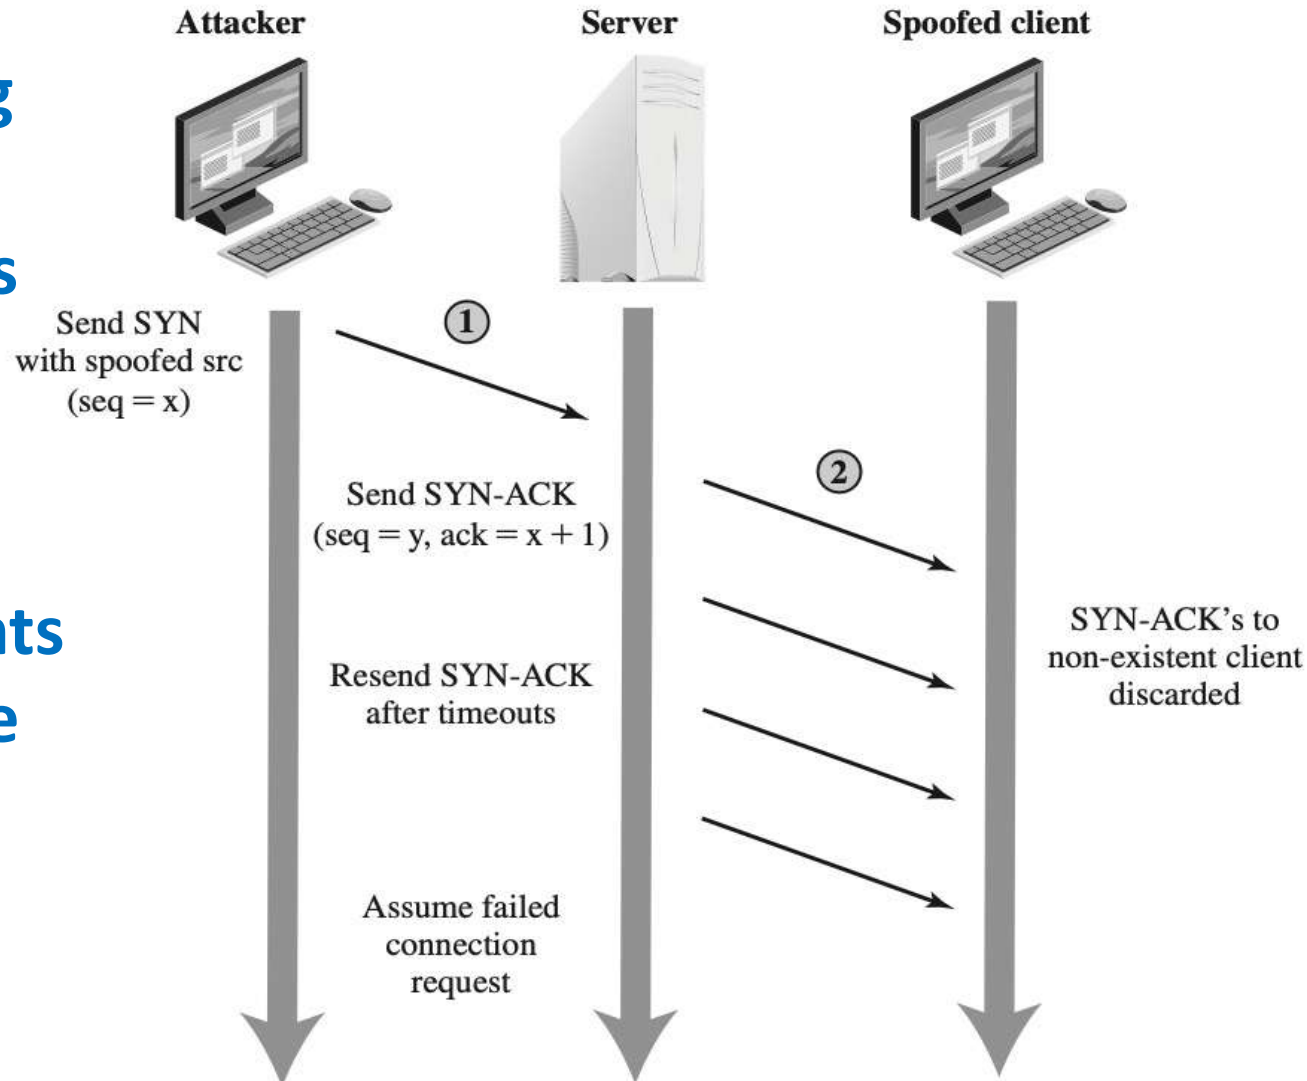 Attacker
Server
Spoofed client
Send SYN
with spoofed src
(seq = x)
1
Send SYN-ACK
(seq = y, ack = x + 1)
2
Resend SYN-ACK
after timeouts
SYN-ACK’s to
non-existent client
discarded
Assume failed
connection
request